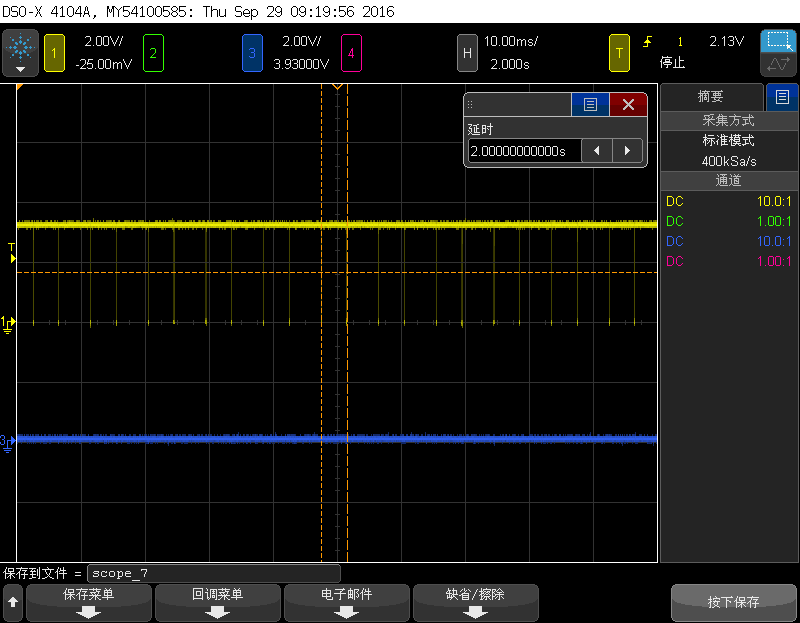 DSO-X 4104A, MY54100585: Thu Sep 29 09:19:56 2016
1 2.00V/ 2 3 2.00V/ 4 H 10.00ms/ T 1 2.13V
-25.00mV 3.93000V 2.000s 停止
延时
2.00000000000s
摘要
采集方式
标准模式
400kSa/s
通道
DC 10.0:1
DC 1.00:1
DC 10.0:1
DC 1.00:1
T
1
3
保存到文件 = scope_7
保存菜单 回调菜单 电子邮件 缺省/擦除 按下保存